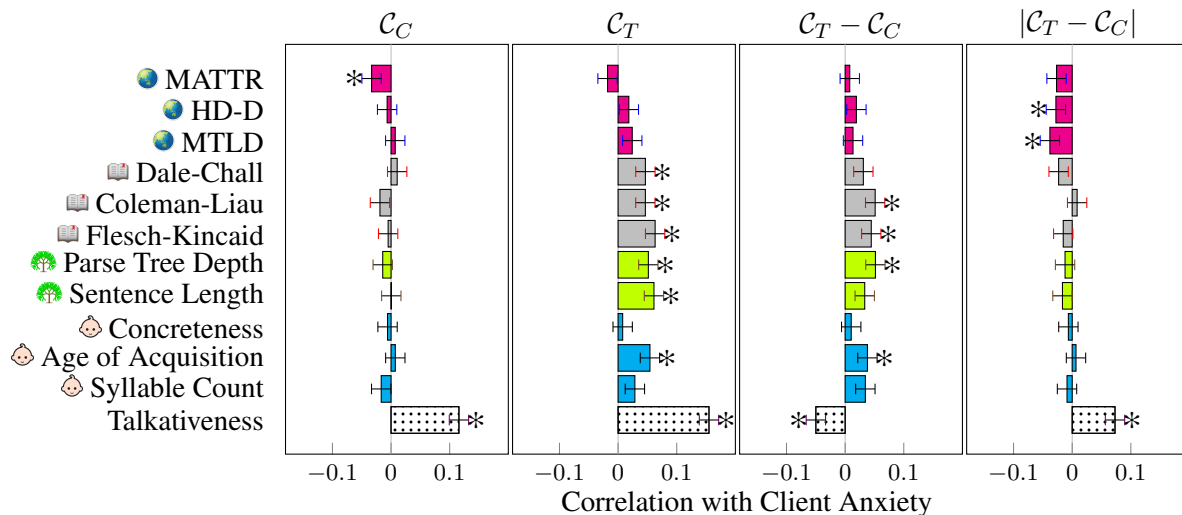 𝒞_C 𝒞_T 𝒞_T − 𝒞_C |𝒞_T − 𝒞_C|
MATTR
HD-D
MTLD
Dale-Chall
Coleman-Liau
Flesch-Kincaid
Parse Tree Depth
Sentence Length
Concreteness
Age of Acquisition
Syllable Count
Talkativeness
−0.1 0 0.1 −0.1 0 0.1 −0.1 0 0.1 −0.1 0 0.1
Correlation with Client Anxiety